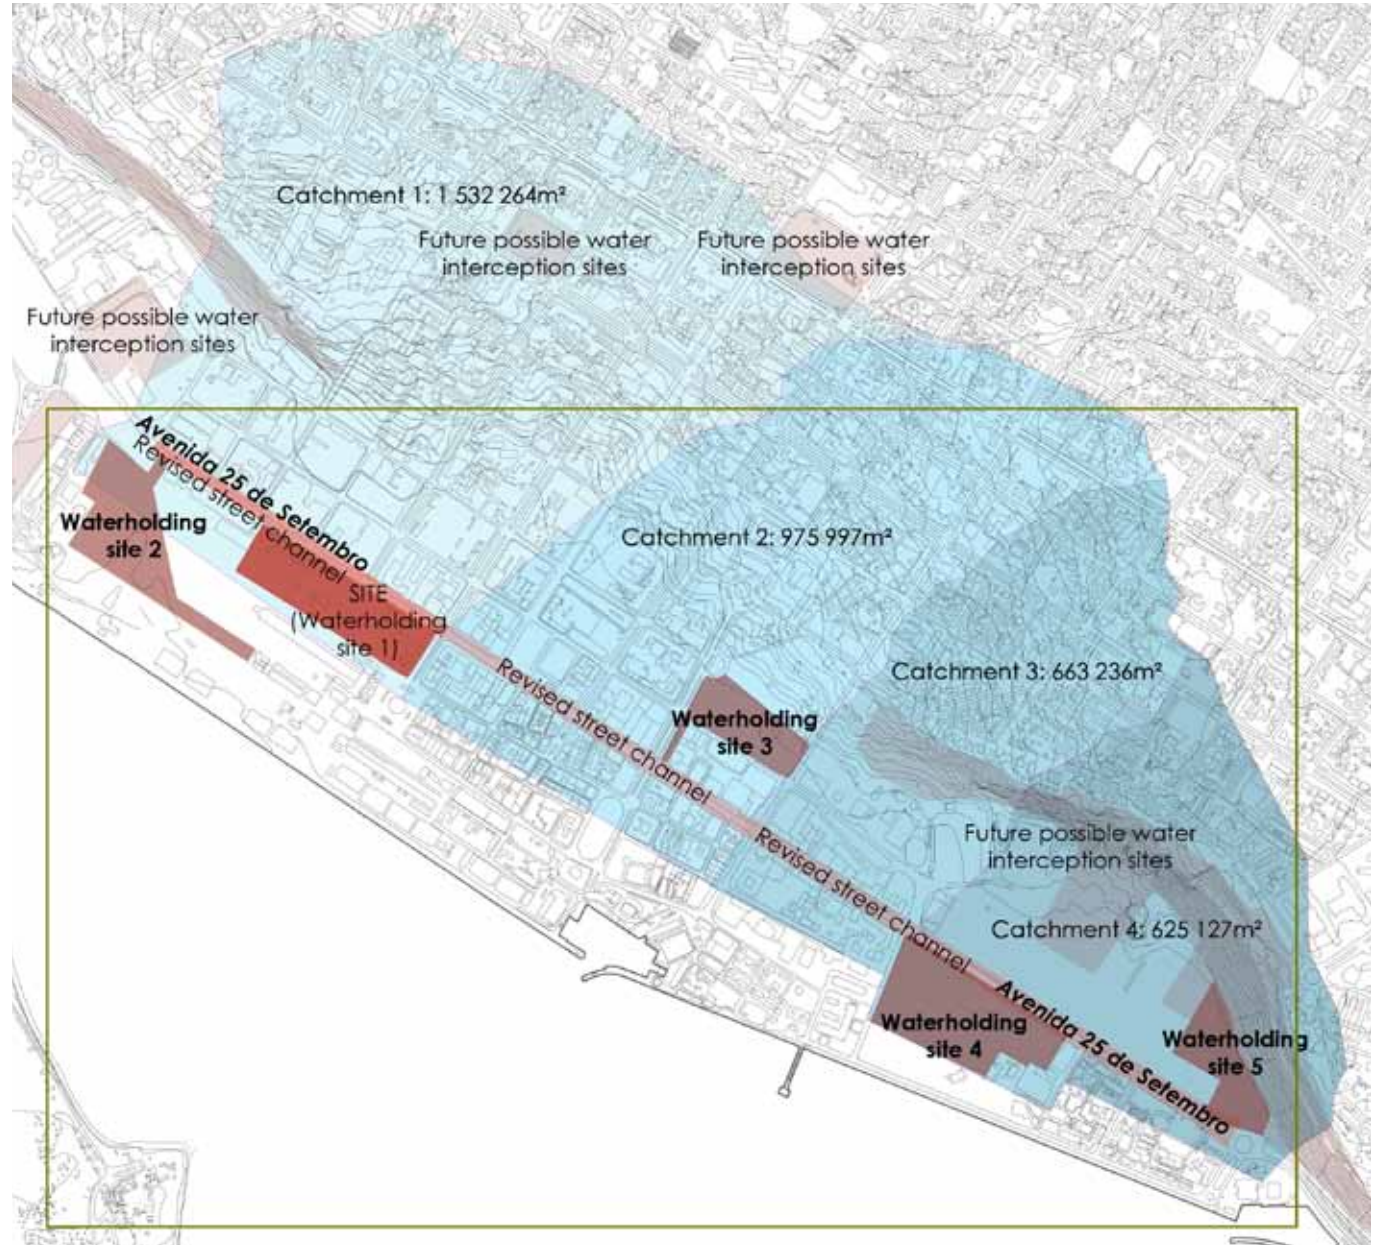 Catchment 1: 1 532 264m²
Future possible water
interception sites
Future possible water
interception sites
Future possible water
interception sites
Avenida 25 de Setembro
Revised street channel
Waterholding
site 2
SITE
(Waterholding
site 1)
Catchment 2: 975 997m²
Catchment 3: 663 236m²
Revised street channel
Waterholding
site 3
Revised street channel
Future possible water
interception sites
Catchment 4: 625 127m²
Waterholding
site 4
Avenida 25 de Setembro
Waterholding
site 5